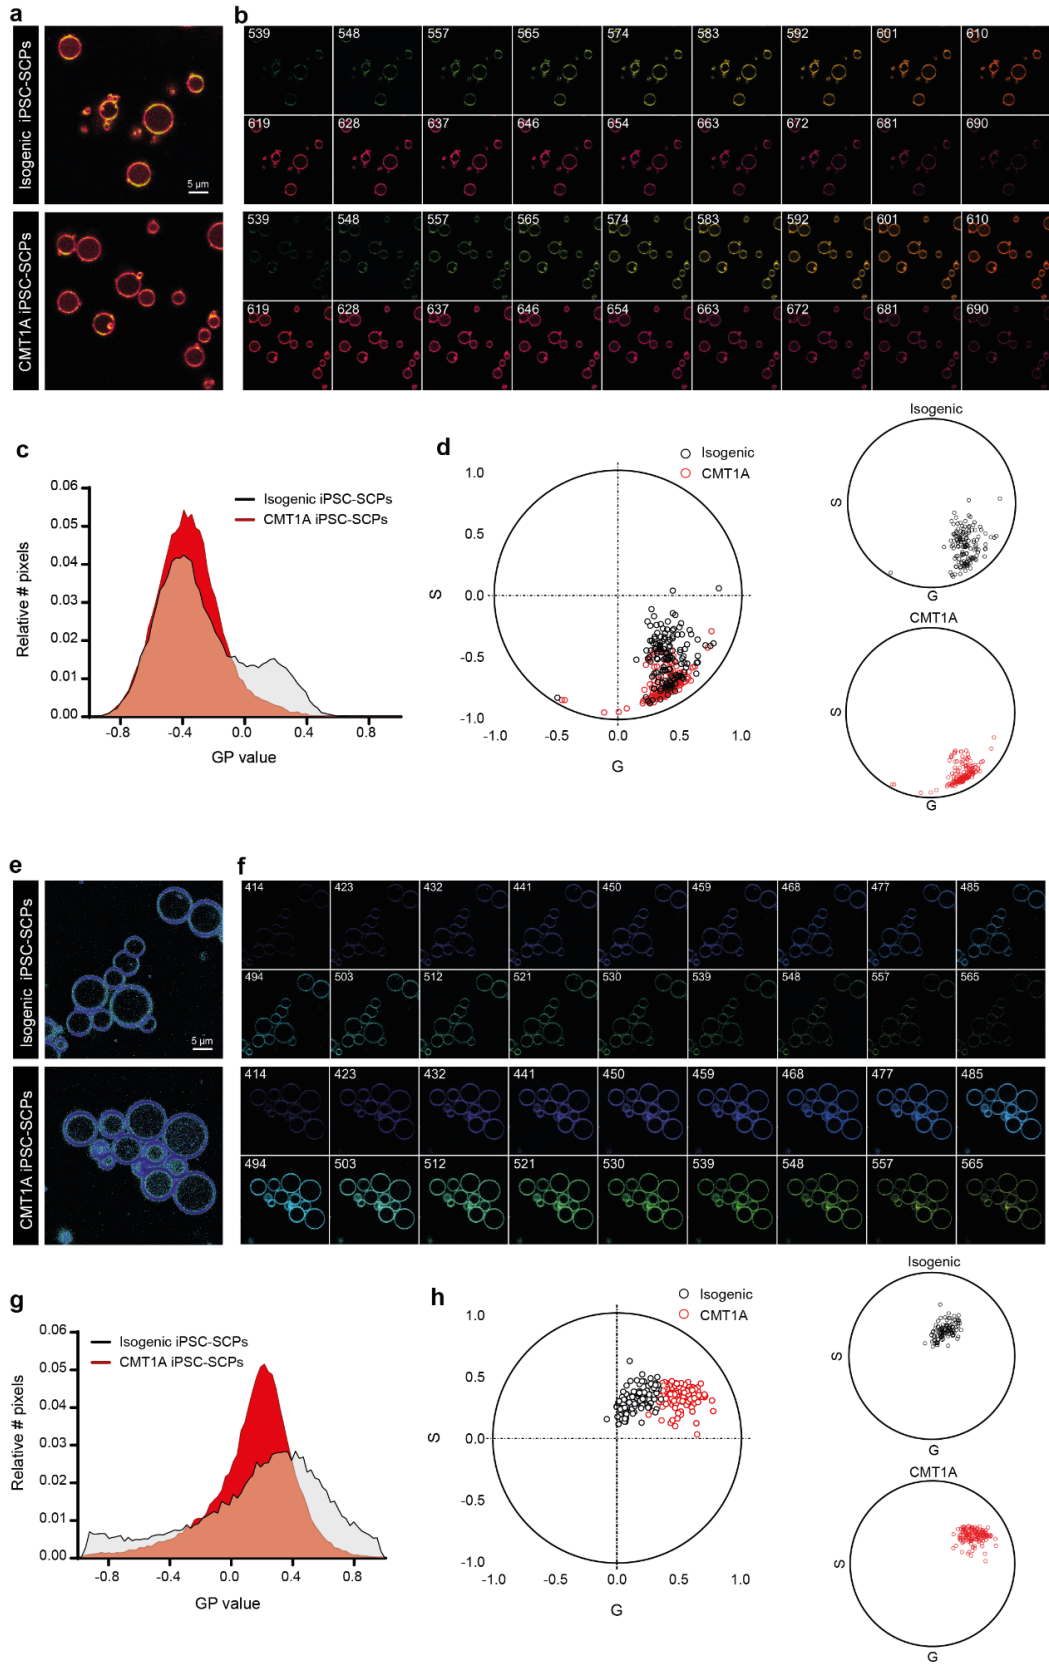 a
b
Isogenic iPSC-SCPs
5 µm
539 548 557 565 574 583 592 601 610
619 628 637 646 654 663 672 681 690
CMT1A iPSC-SCPs
539 548 557 565 574 583 592 601 610
619 628 637 646 654 663 672 681 690
c
Relative # pixels
0.06
0.05
0.04
0.03
0.02
0.01
0.00
Isogenic iPSC-SCPs
CMT1A iPSC-SCPs
-0.8 -0.4 0.0 0.4 0.8
GP value
d
Isogenic
CMT1A
S
1.0
0.5
0.0
-0.5
-1.0
-1.0 -0.5 0.0 0.5 1.0
G
Isogenic
S
G
CMT1A
S
G
e
f
Isogenic iPSC-SCPs
5 µm
414 423 432 441 450 459 468 477 485
494 503 512 521 530 539 548 557 565
CMT1A iPSC-SCPs
414 423 432 441 450 459 468 477 485
494 503 512 521 530 539 548 557 565
g
Relative # pixels
0.06
0.05
0.04
0.03
0.02
0.01
0.00
Isogenic iPSC-SCPs
CMT1A iPSC-SCPs
-0.8 -0.4 0.0 0.4 0.8
GP value
h
Isogenic
CMT1A
S
1.0
0.5
0.0
-0.5
-1.0
-1.0 -0.5 0.0 0.5 1.0
G
Isogenic
S
G
CMT1A
S
G